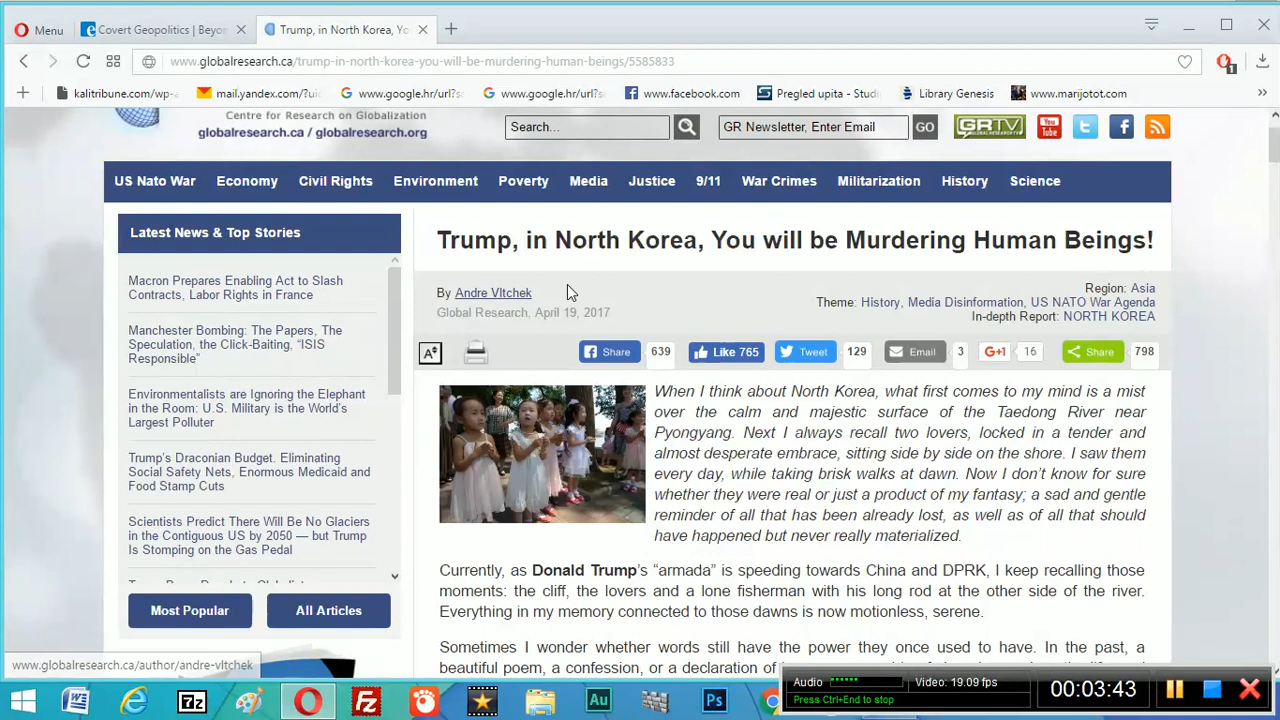 Menu
Covert Geopolitics | Beyon
Trump, in North Korea, Yo
www.globalresearch.ca/trump-in-north-korea-you-will-be-murdering-human-beings/5585833
1
kalitribune.com/wp-
mail.yandex.com/?ui
www.google.hr/url?s
www.google.hr/url?s
www.facebook.com
Pregled upita - Studi
Library Genesis
www.marijotot.com
Centre for Research on Globalization
globalresearch.ca / globalresearch.org
Search...
GR Newsletter, Enter Email
GO
GRTV
You Tube
US Nato War
Economy
Civil Rights
Environment
Poverty
Media
Justice
9/11
War Crimes
Militarization
History
Science
Latest News & Top Stories
Macron Prepares Enabling Act to Slash
Contracts, Labor Rights in France
Manchester Bombing: The Papers, The
Speculation, the Click-Baiting, “ISIS
Responsible”
Environmentalists are Ignoring the Elephant
in the Room: U.S. Military is the World’s
Largest Polluter
Trump’s Draconian Budget. Eliminating
Social Safety Nets, Enormous Medicaid and
Food Stamp Cuts
Scientists Predict There Will Be No Glaciers
in the Contiguous US by 2050 — but Trump
Is Stomping on the Gas Pedal
Most Popular
All Articles
Trump, in North Korea, You will be Murdering Human Beings!
By Andre Vltchek
Global Research, April 19, 2017
Region: Asia
Theme: History, Media Disinformation, US NATO War Agenda
In-depth Report: NORTH KOREA
Share 639
Like 765
Tweet 129
Email 3
G+1 16
Share 798
When I think about North Korea, what first comes to my mind is a mist
over the calm and majestic surface of the Taedong River near
Pyongyang. Next I always recall two lovers, locked in a tender and
almost desperate embrace, sitting side by side on the shore. I saw them
every day, while taking brisk walks at dawn. Now I don’t know for sure
whether they were real or just a product of my fantasy; a sad and gentle
reminder of all that has been already lost, as well as of all that should
have happened but never really materialized.
Currently, as Donald Trump’s “armada” is speeding towards China and DPRK, I keep recalling those
moments: the cliff, the lovers and a lone fisherman with his long rod at the other side of the river.
Everything in my memory connected to those dawns is now motionless, serene.
Sometimes I wonder whether words still have the power they once used to have. In the past, a
beautiful poem, a confession, or a declaration of
www.globalresearch.ca/author/andre-vltchek
Audio
Video: 19.09 fps
Press Ctrl+End to stop
00:03:43
7z
Fz
Au
Ps